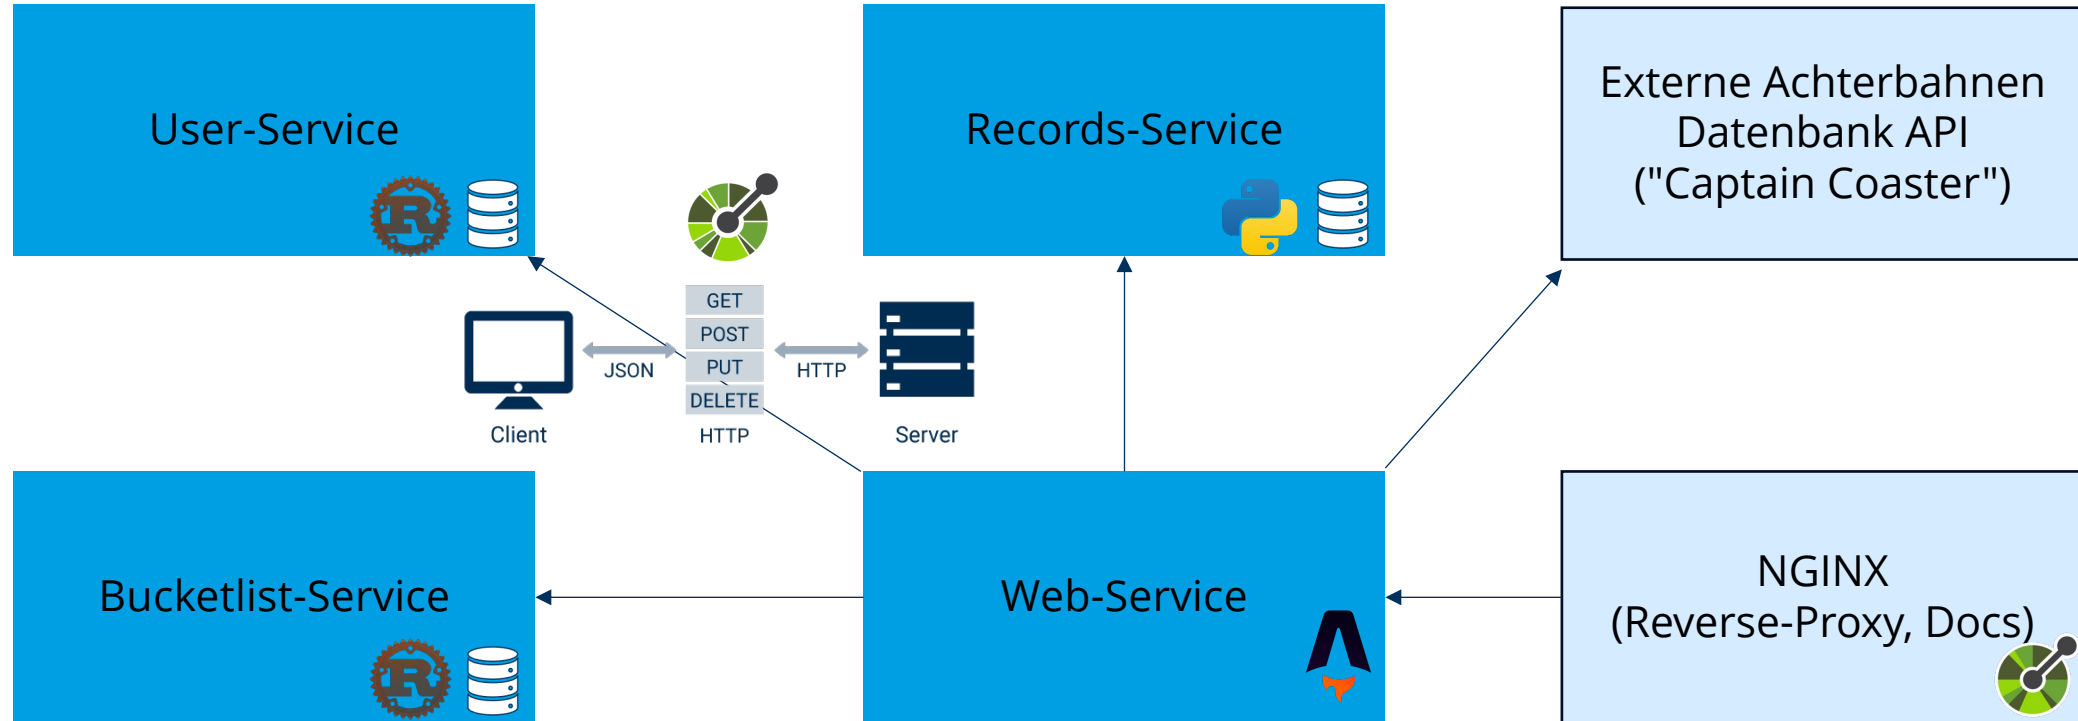 User-Service
Records-Service
Externe Achterbahnen
Datenbank API
("Captain Coaster")
GET
POST
PUT
DELETE
JSON
HTTP
Client
HTTP
Server
Bucketlist-Service
Web-Service
NGINX
(Reverse-Proxy, Docs)